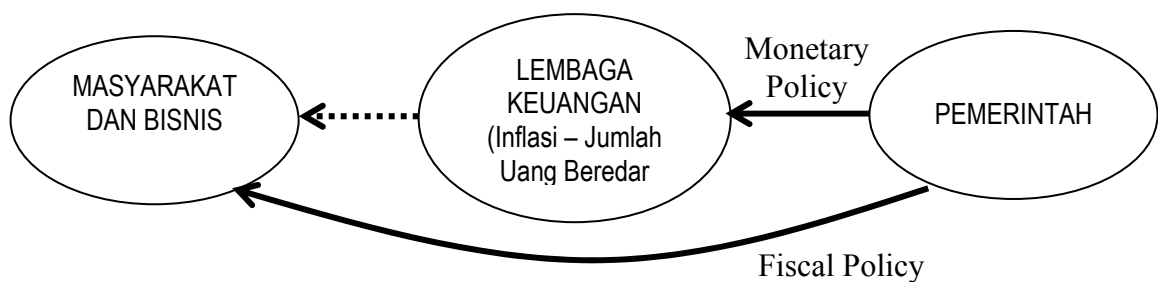 MASYARAKAT
DAN BISNIS
LEMBAGA
KEUANGAN
(Inflasi – Jumlah
Uang Beredar
Monetary
Policy
PEMERINTAH
Fiscal Policy